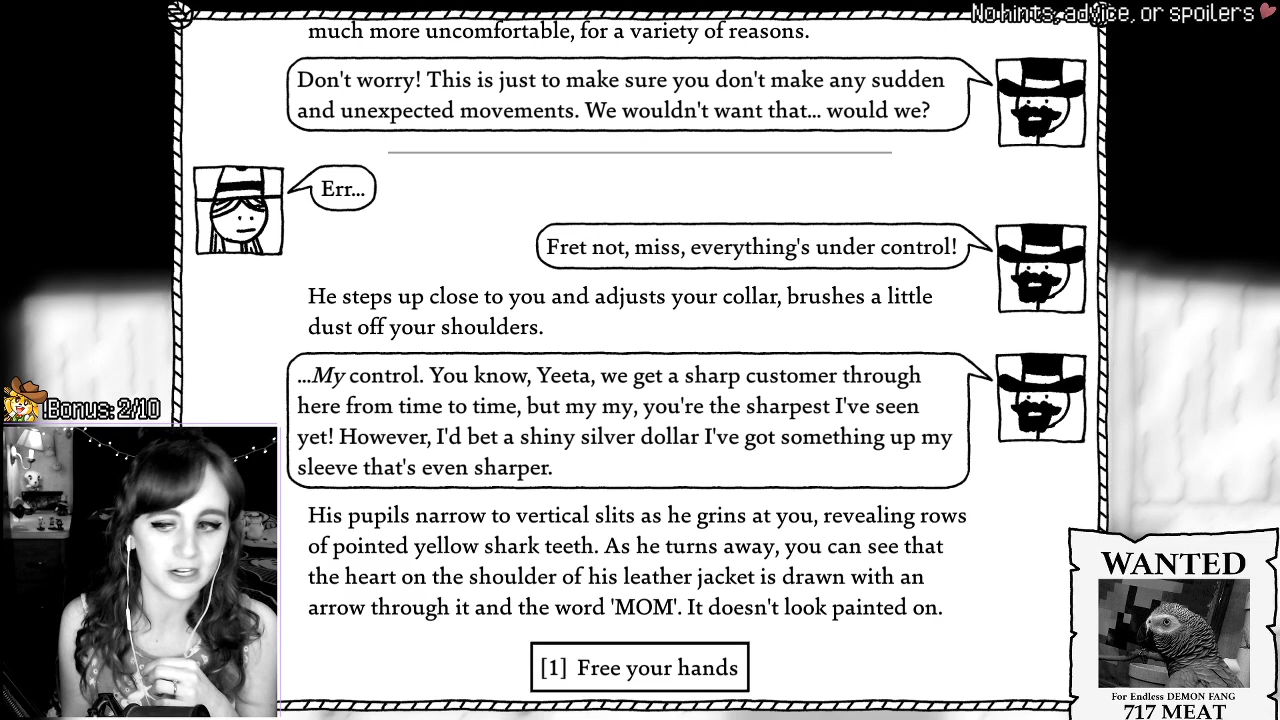 No hints, advice, or spoilers
much more uncomfortable, for a variety of reasons.
Don't worry! This is just to make sure you don't make any sudden
and unexpected movements. We wouldn't want that... would we?
Err...
Fret not, miss, everything's under control!
He steps up close to you and adjusts your collar, brushes a little
dust off your shoulders.
...My control. You know, Yeeta, we get a sharp customer through
here from time to time, but my my, you're the sharpest I've seen
yet! However, I'd bet a shiny silver dollar I've got something up my
sleeve that's even sharper.
His pupils narrow to vertical slits as he grins at you, revealing rows
of pointed yellow shark teeth. As he turns away, you can see that
the heart on the shoulder of his leather jacket is drawn with an
arrow through it and the word 'MOM'. It doesn't look painted on.
[1] Free your hands
!Bonus: 2/10
WANTED
For Endless DEMON FANG
717 MEAT